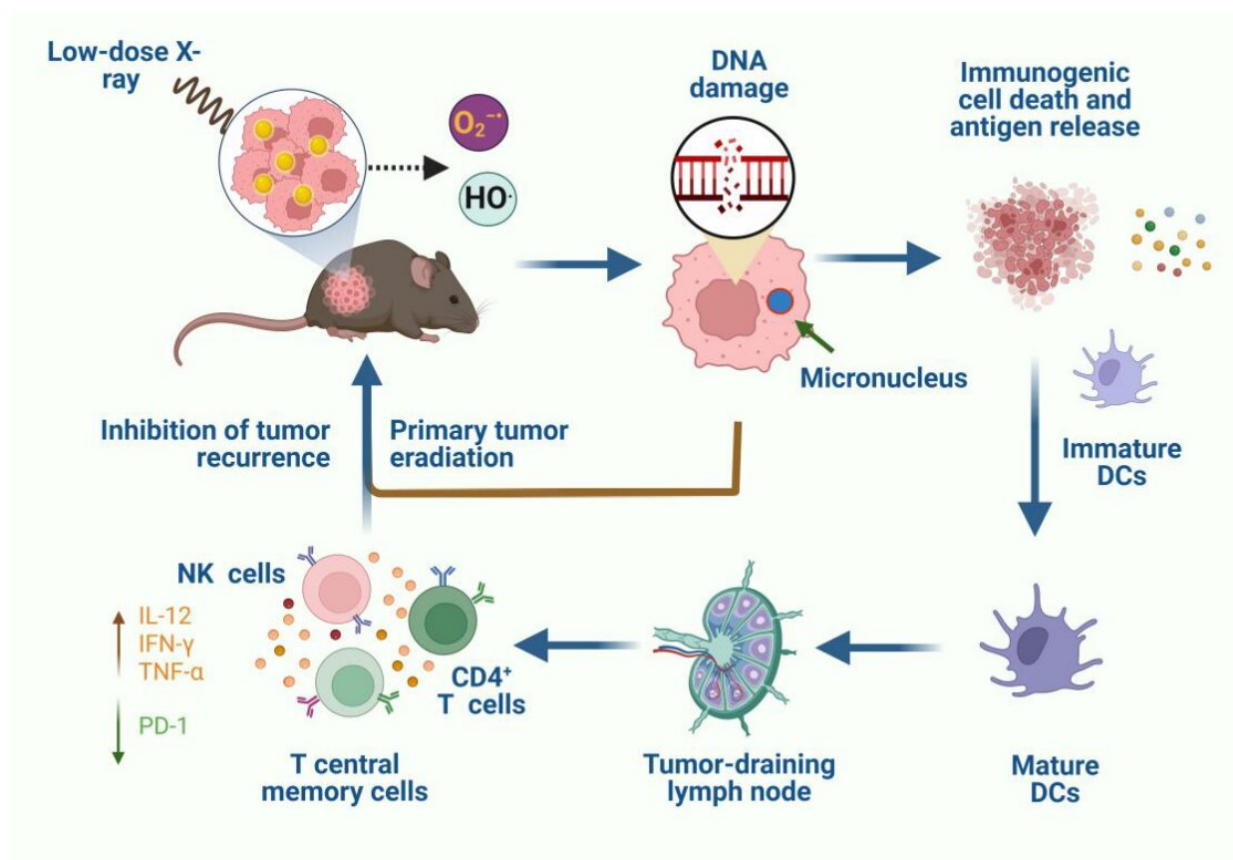 Low-dose X-
ray
O₂⁻•
HO•
DNA
damage
Immunogenic
cell death and
antigen release
Micronucleus
Immature
DCs
Inhibition of tumor
recurrence
Primary tumor
eradiation
NK cells
IL-12
IFN-γ
TNF-α
PD-1
CD4⁺
T cells
T central
memory cells
Tumor-draining
lymph node
Mature
DCs